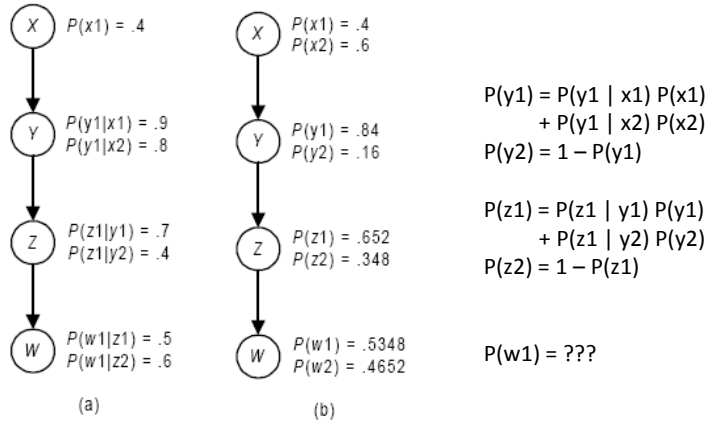 X
P(x1) = .4
Y
P(y1|x1) = .9
P(y1|x2) = .8
Z
P(z1|y1) = .7
P(z1|y2) = .4
W
P(w1|z1) = .5
P(w1|z2) = .6
(a)
X
P(x1) = .4
P(x2) = .6
Y
P(y1) = .84
P(y2) = .16
Z
P(z1) = .652
P(z2) = .348
W
P(w1) = .5348
P(w2) = .4652
(b)
P(y1) = P(y1 | x1) P(x1)
+ P(y1 | x2) P(x2)
P(y2) = 1 – P(y1)
P(z1) = P(z1 | y1) P(y1)
+ P(z1 | y2) P(y2)
P(z2) = 1 – P(z1)
P(w1) = ???